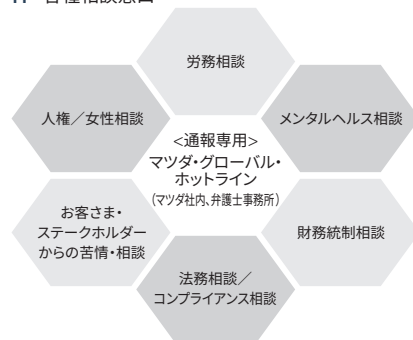 各種相談窓口
労務相談
人権／女性相談
メンタルヘルス相談
<通報専用>
マツダ・グローバル・
ホットライン
(マツダ社内、弁護士事務所)
お客さま・
ステークホルダー
からの苦情・相談
財務統制相談
法務相談／
コンプライアンス相談